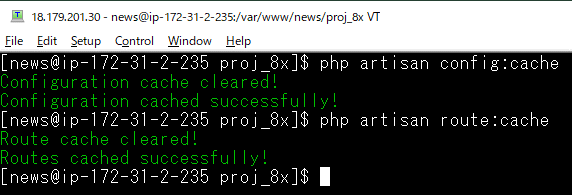 18.179.201.30 - news@ip-172-31-2-235:/var/www/news/proj_8x VT
File Edit Setup Control Window Help
[news@ip-172-31-2-235 proj_8x]$ php artisan config:cache
Configuration cache cleared!
Configuration cached successfully!
[news@ip-172-31-2-235 proj_8x]$ php artisan route:cache
Route cache cleared!
Routes cached successfully!
[news@ip-172-31-2-235 proj_8x]$